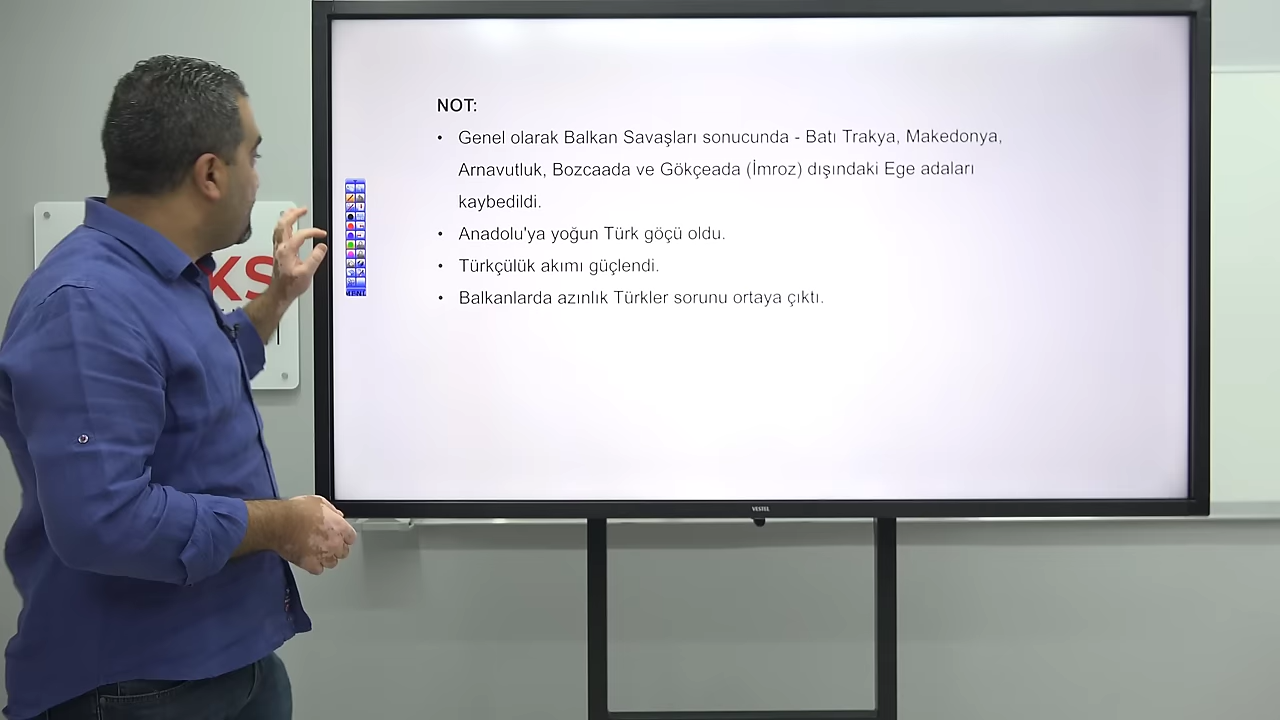 NOT:
• Genel olarak Balkan Savaşları sonucunda - Batı Trakya, Makedonya,
Arnavutluk, Bozcaada ve Gökçeada (İmroz) dışındaki Ege adaları
kaybedildi.
• Anadolu'ya yoğun Türk göçü oldu.
• Türkçülük akımı güçlendi.
• Balkanlarda azınlık Türkler sorunu ortaya çıktı.
KS
VESTEL